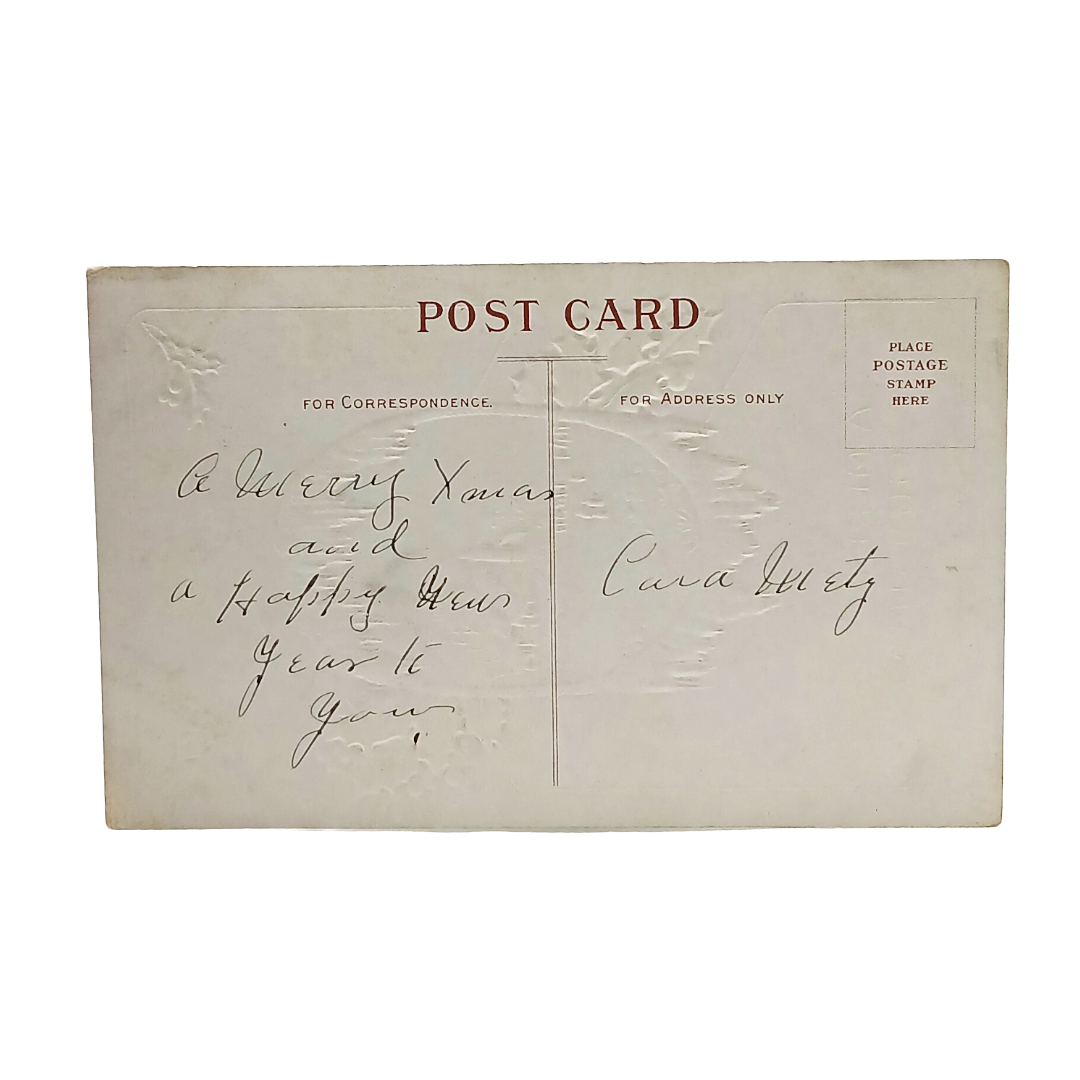 POST CARD
FOR CORRESPONDENCE.
A Merry Xmas
and
a Happy New
Year to
You
FOR ADDRESS ONLY
Cara Metz
PLACE
POSTAGE
STAMP
HERE